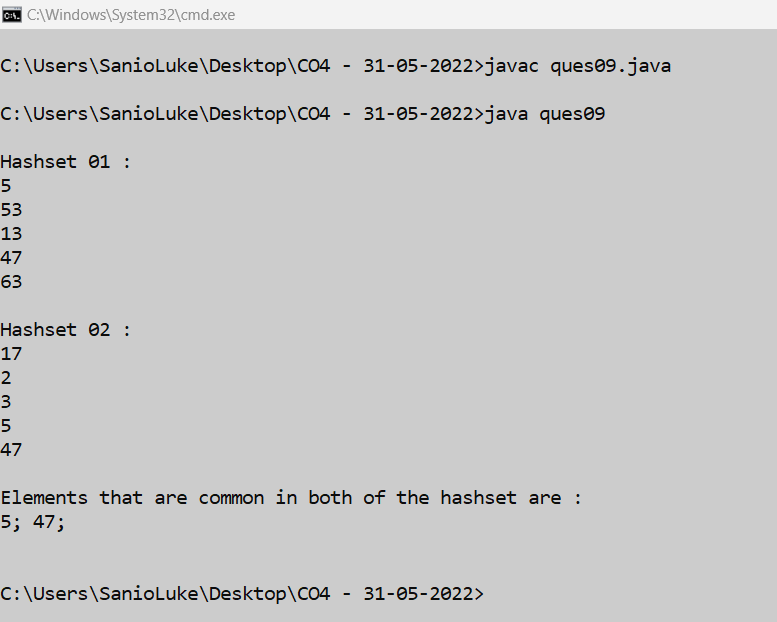 C:\Windows\System32\cmd.exe
C:\Users\SanioLuke\Desktop\CO4 - 31-05-2022>javac ques09.java
C:\Users\SanioLuke\Desktop\CO4 - 31-05-2022>java ques09
Hashset 01 :
5
53
13
47
63
Hashset 02 :
17
2
3
5
47
Elements that are common in both of the hashset are :
5; 47;
C:\Users\SanioLuke\Desktop\CO4 - 31-05-2022>